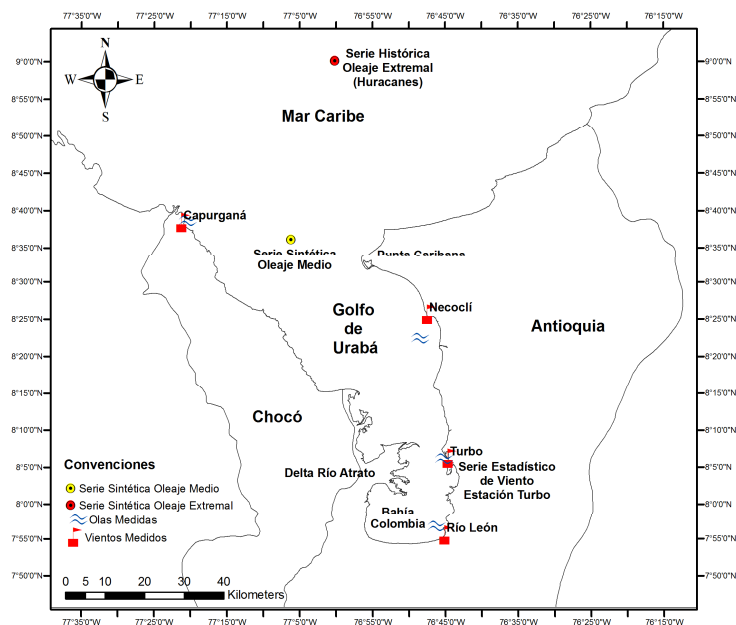 77°35'0"W 77°25'0"W 77°15'0"W 77°5'0"W 76°55'0"W 76°45'0"W 76°35'0"W 76°25'0"W 76°15'0"W
N
W E
S
Serie Histórica
Oleaje Extremal
(Huracanes)
Mar Caribe
9°0'0"N 9°0'0"N
8°55'0"N 8°55'0"N
8°50'0"N 8°50'0"N
8°45'0"N 8°45'0"N
8°40'0"N 8°40'0"N
8°35'0"N 8°35'0"N
8°30'0"N 8°30'0"N
8°25'0"N 8°25'0"N
8°20'0"N 8°20'0"N
8°15'0"N 8°15'0"N
8°10'0"N 8°10'0"N
8°5'0"N 8°5'0"N
8°0'0"N 8°0'0"N
7°55'0"N 7°55'0"N
7°50'0"N 7°50'0"N
Capurganá
Serie Sintética
Oleaje Medio
Punta Caribana
Golfo
de
Urabá
Necoclí
Antioquia
Chocó
Turbo
Serie Estadístico
de Viento
Estación Turbo
Delta Río Atrato
Bahía
Colombia
Río León
Convenciones
Serie Sintética Oleaje Medio
Serie Sintética Oleaje Extremal
Olas Medidas
Vientos Medidos
0 5 10 20 30 40
Kilometers
77°35'0"W 77°25'0"W 77°15'0"W 77°5'0"W 76°55'0"W 76°45'0"W 76°35'0"W 76°25'0"W 76°15'0"W